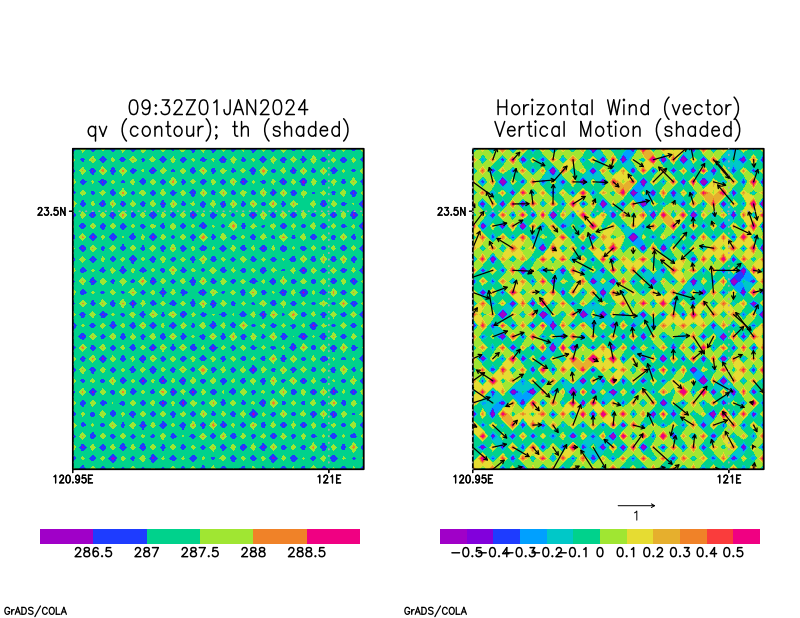 09:32Z01JAN2024
qv (contour); th (shaded)
23.5N
120.95E 121E
286.5 287 287.5 288 288.5
GrADS/COLA
Horizontal Wind (vector)
Vertical Motion (shaded)
23.5N
120.95E 121E
1
-0.5 -0.4 -0.3 -0.2 -0.1 0 0.1 0.2 0.3 0.4 0.5
GrADS/COLA